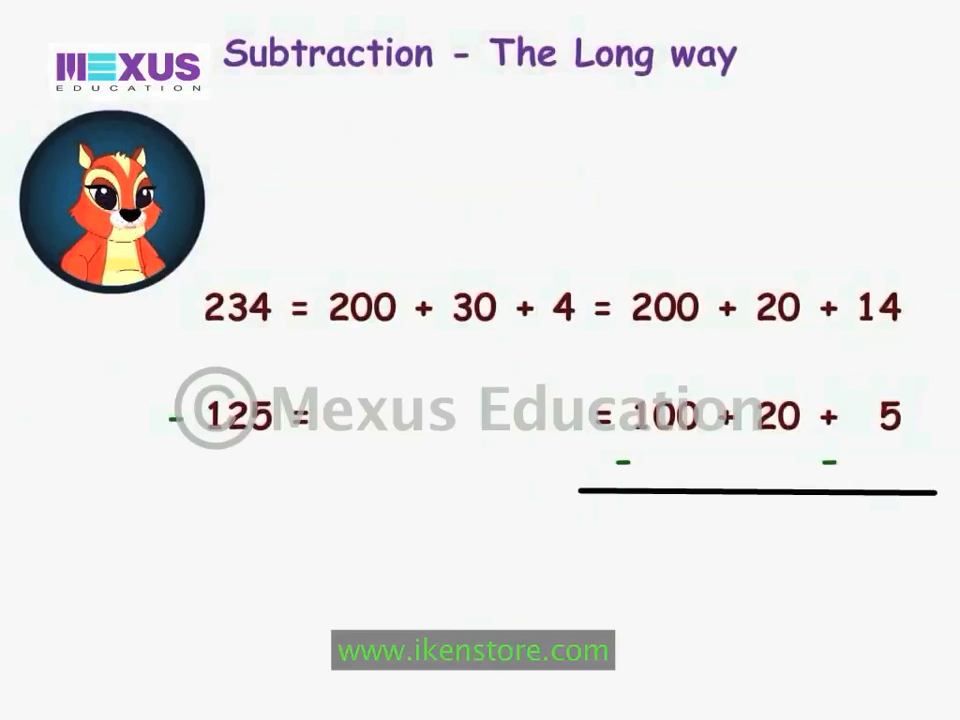 MEXUS
EDUCATION
Subtraction - The Long way
234 = 200 + 30 + 4 = 200 + 20 + 14
- 125 = = 100 + 20 + 5
- -
©Mexus Education
www.ikenstore.com